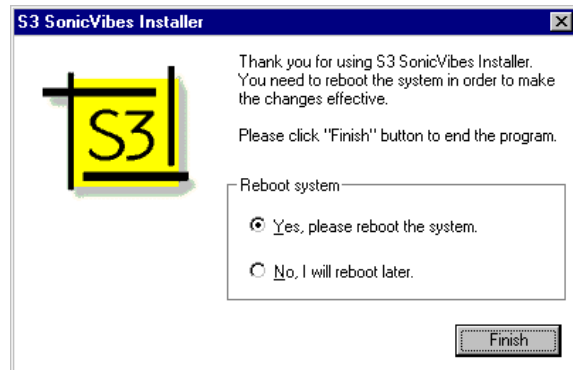 S3 SonicVibes Installer
S3
Thank you for using S3 SonicVibes Installer.
You need to reboot the system in order to make
the changes effective.
Please click "Finish" button to end the program.
Reboot system
Yes, please reboot the system.
No, I will reboot later.
Finish